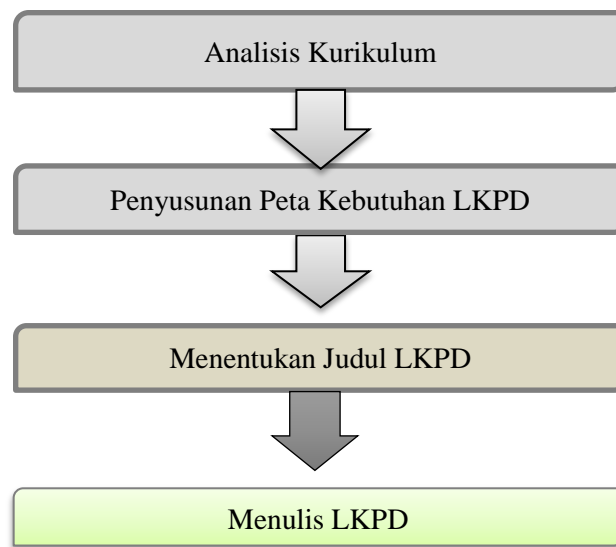 Analisis Kurikulum
Penyusunan Peta Kebutuhan LKPD
Menentukan Judul LKPD
Menulis LKPD